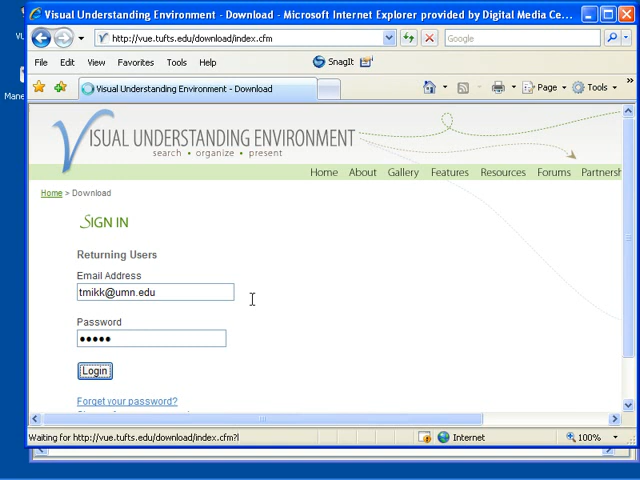 Visual Understanding Environment - Download - Microsoft Internet Explorer provided by Digital Media Ce...
http://vue.tufts.edu/download/index.cfm
Google
File Edit View Favorites Tools Help SnagIt
Visual Understanding Environment - Download
Page Tools
VISUAL UNDERSTANDING ENVIRONMENT
search • organize • present
Home About Gallery Features Resources Forums Partnersh
Home > Download
SIGN IN
Returning Users
Email Address
tmikk@umn.edu
Password
•••••
Login
Forget your password?
Waiting for http://vue.tufts.edu/download/index.cfm?l
Internet
100%